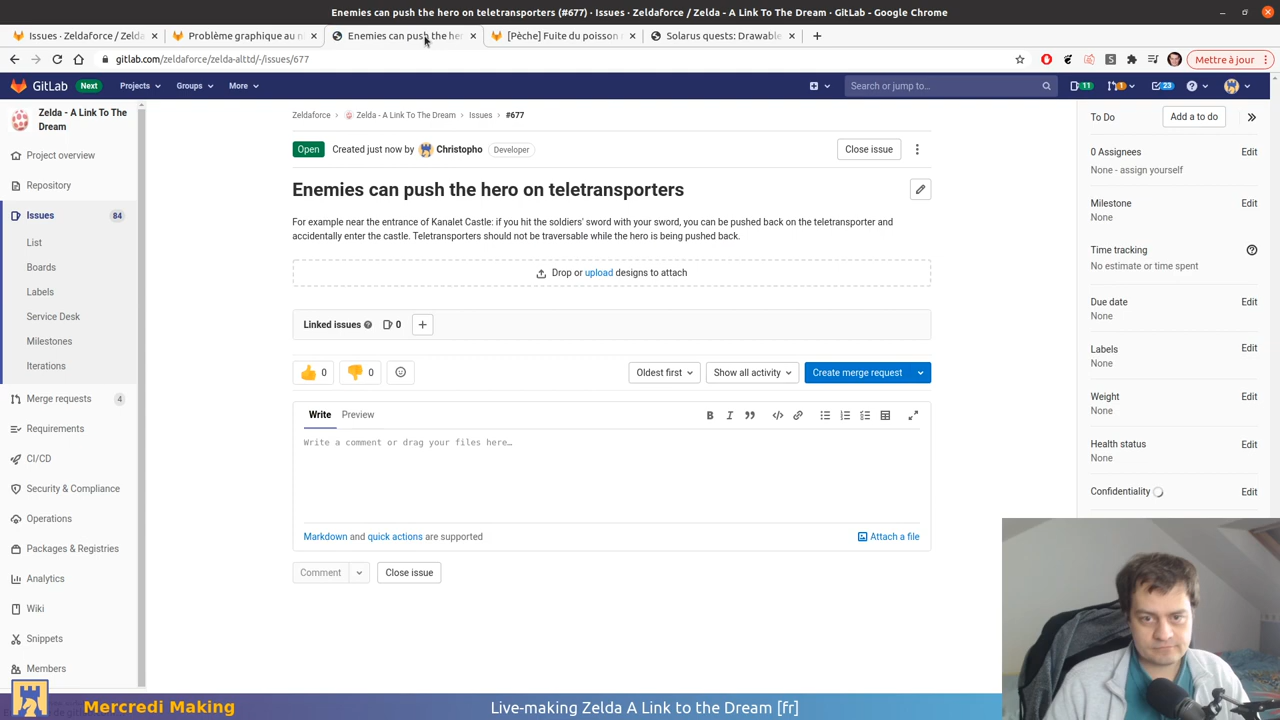 Enemies can push the hero on teletransporters (#677) · Issues · Zeldaforce / Zelda - A Link To The Dream · GitLab - Google Chrome
Issues · Zeldaforce / Zelda
Problème graphique au n
Enemies can push the her
[Pèche] Fuite du poisson
Solarus quests: Drawable
gitlab.com/zeldaforce/zelda-alttd/-/issues/677
Mettre à jour
GitLab Next Projects Groups More
Search or jump to...
11 1 23
Zelda - A Link To The
Dream
Project overview
Repository
Issues 84
List
Boards
Labels
Service Desk
Milestones
Iterations
Merge requests 4
Requirements
CI/CD
Security & Compliance
Operations
Packages & Registries
Analytics
Wiki
Snippets
Members
Zeldaforce Zelda - A Link To The Dream Issues #677
Open Created just now by Christopho Developer
Close issue
Enemies can push the hero on teletransporters
For example near the entrance of Kanalet Castle: if you hit the soldiers' sword with your sword, you can be pushed back on the teletransporter and
accidentally enter the castle. Teletransporters should not be traversable while the hero is being pushed back.
Drop or upload designs to attach
Linked issues 0
0 0
Oldest first Show all activity Create merge request
Write Preview
Write a comment or drag your files here…
Markdown and quick actions are supported
Attach a file
Comment Close issue
To Do Add a to do
0 Assignees Edit
None - assign yourself
Milestone Edit
None
Time tracking
No estimate or time spent
Due date Edit
None
Labels Edit
None
Weight Edit
None
Health status Edit
None
Confidentiality Edit
Mercredi Making
Live-making Zelda A Link to the Dream [fr]